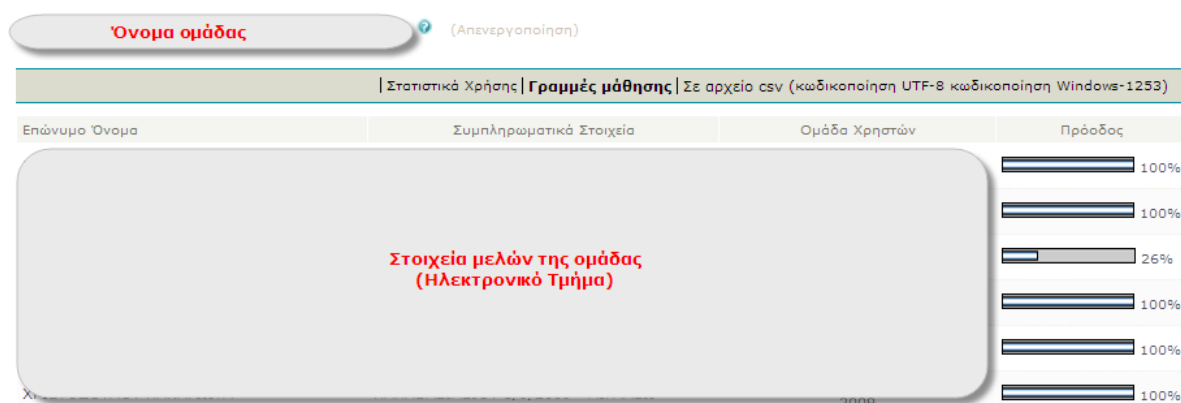 Όνομα ομάδας
(Απενεργοποίηση)
|Στατιστικά Χρήσης|Γραμμές μάθησης|Σε αρχείο csv (κωδικοποίηση UTF-8 κωδικοποίηση Windows-1253)
Επώνυμο Όνομα Συμπληρωματικά Στοιχεία Ομάδα Χρηστών Πρόοδος
100%
100%
Στοιχεία μελών της ομάδας
(Ηλεκτρονικό Τμήμα)
26%
100%
100%
100%